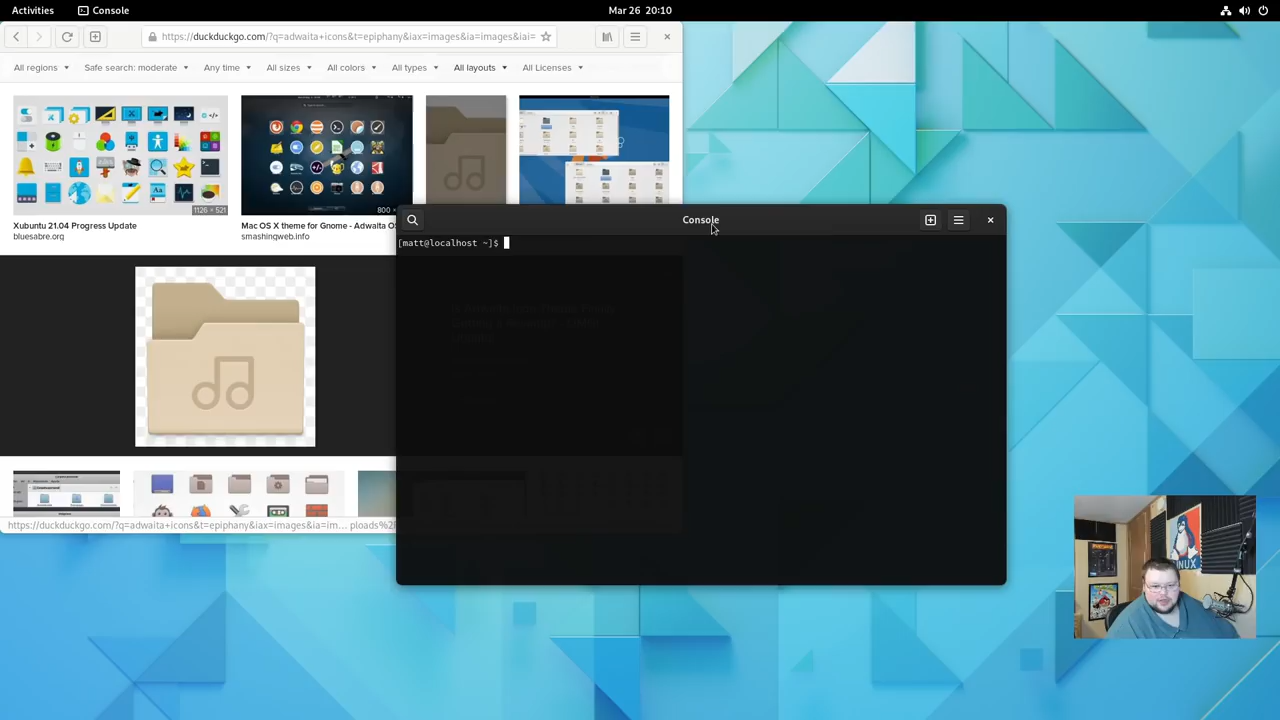 Activities
Console
Mar 26 20:10
https://duckduckgo.com/?q=adwaita+icons&t=epiphany&iax=images&ia=images&iai=
All regions
Safe search: moderate
Any time
All sizes
All colors
All types
All layouts
All Licenses
1126 × 521
800 ×
Xubuntu 21.04 Progress Update
bluesabre.org
Mac OS X theme for Gnome - Adwaita OS
smashingweb.info
Console
[matt@localhost ~]$
https://duckduckgo.com/?q=adwaita+icons&t=epiphany&iax=images&ia=im... ploads%2F
LINUX